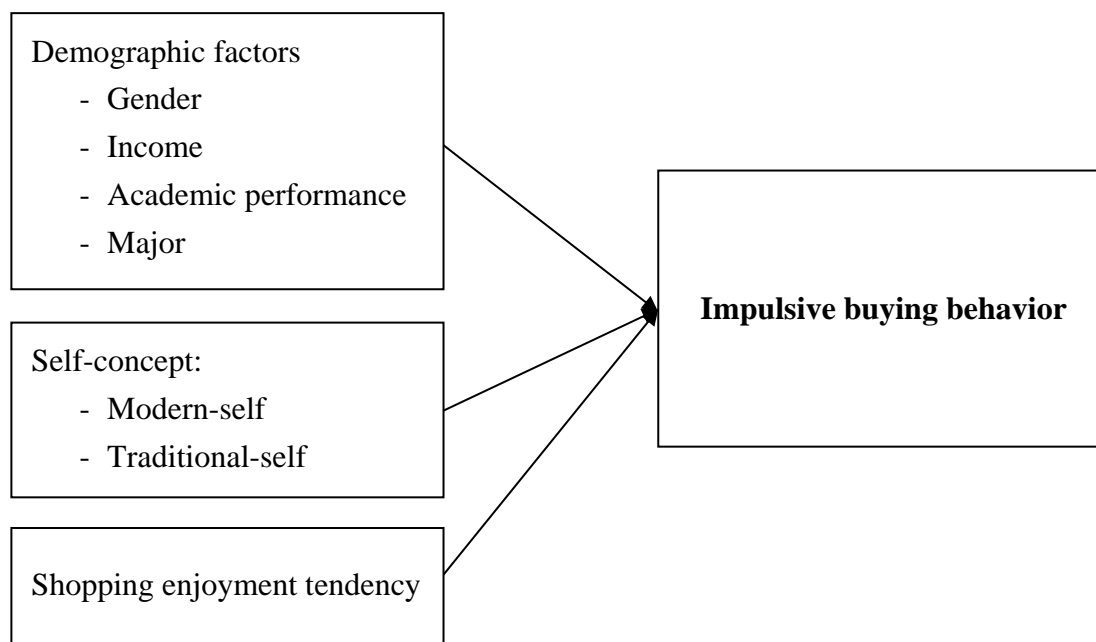 Demographic factors
- Gender
- Income
- Academic performance
- Major
Impulsive buying behavior
Self-concept:
- Modern-self
- Traditional-self
Shopping enjoyment tendency